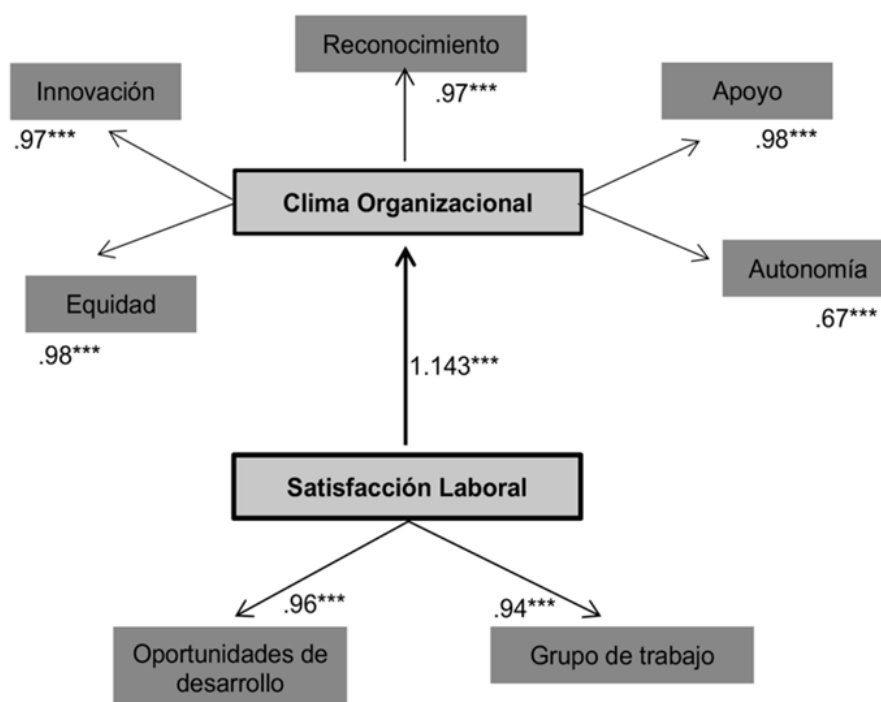 Reconocimiento
.97***
Innovación
.97***
Apoyo
.98***
Clima Organizacional
Equidad
.98***
Autonomía
.67***
1.143***
Satisfacción Laboral
.96***
.94***
Oportunidades de
desarrollo
Grupo de trabajo